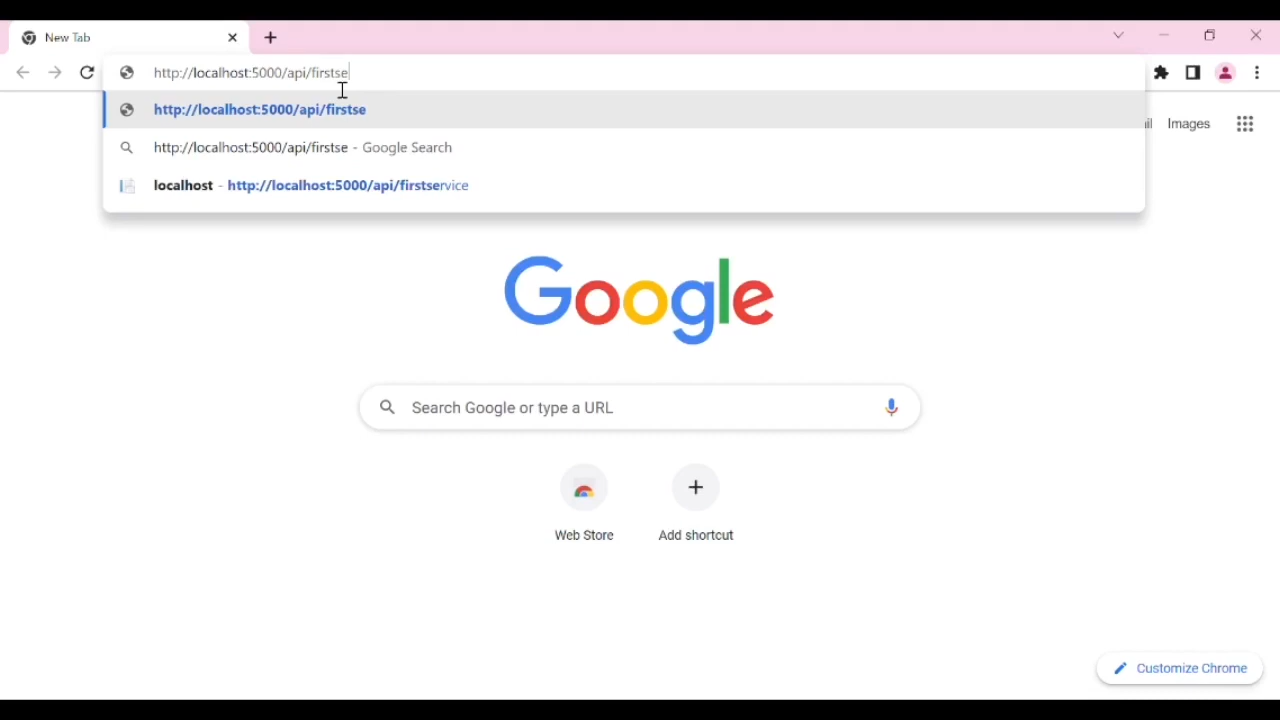 New Tab
http://localhost:5000/api/firstse
http://localhost:5000/api/firstse
http://localhost:5000/api/firstse - Google Search
localhost - http://localhost:5000/api/firstservice
Images
Google
Search Google or type a URL
Web Store
Add shortcut
Customize Chrome